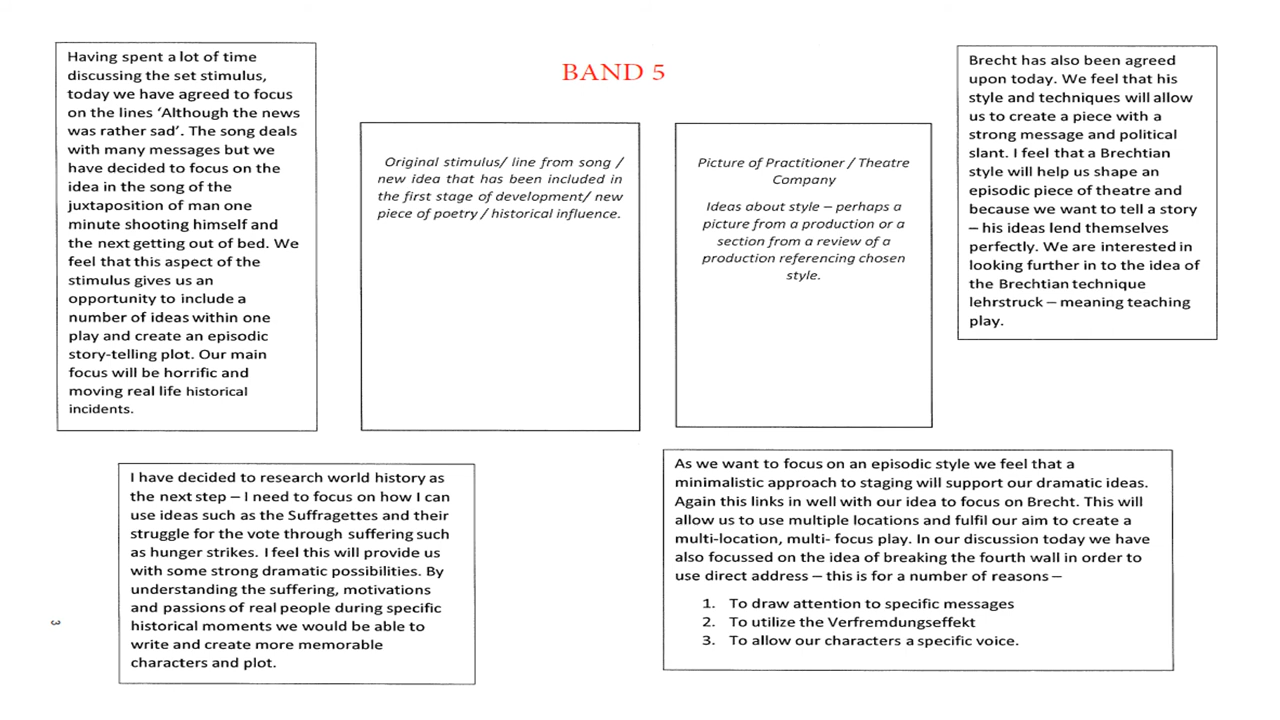 BAND 5
Having spent a lot of time
discussing the set stimulus,
today we have agreed to focus
on the lines ‘Although the news
was rather sad’. The song deals
with many messages but we
have decided to focus on the
idea in the song of the
juxtaposition of man one
minute shooting himself and
the next getting out of bed. We
feel that this aspect of the
stimulus gives us an
opportunity to include a
number of ideas within one
play and create an episodic
story-telling plot. Our main
focus will be horrific and
moving real life historical
incidents.
Original stimulus/ line from song /
new idea that has been included in
the first stage of development/ new
piece of poetry / historical influence.
Picture of Practitioner / Theatre
Company
Ideas about style – perhaps a
picture from a production or a
section from a review of a
production referencing chosen
style.
Brecht has also been agreed
upon today. We feel that his
style and techniques will allow
us to create a piece with a
strong message and political
slant. I feel that a Brechtian
style will help us shape an
episodic piece of theatre and
because we want to tell a story
– his ideas lend themselves
perfectly. We are interested in
looking further in to the idea of
the Brechtian technique
lehrstruck – meaning teaching
play.
I have decided to research world history as
the next step – I need to focus on how I can
use ideas such as the Suffragettes and their
struggle for the vote through suffering such
as hunger strikes. I feel this will provide us
with some strong dramatic possibilities. By
understanding the suffering, motivations
and passions of real people during specific
historical moments we would be able to
write and create more memorable
characters and plot.
As we want to focus on an episodic style we feel that a
minimalistic approach to staging will support our dramatic ideas.
Again this links in well with our idea to focus on Brecht. This will
allow us to use multiple locations and fulfil our aim to create a
multi-location, multi- focus play. In our discussion today we have
also focussed on the idea of breaking the fourth wall in order to
use direct address – this is for a number of reasons –
1. To draw attention to specific messages
2. To utilize the Verfremdungseffekt
3. To allow our characters a specific voice.
3